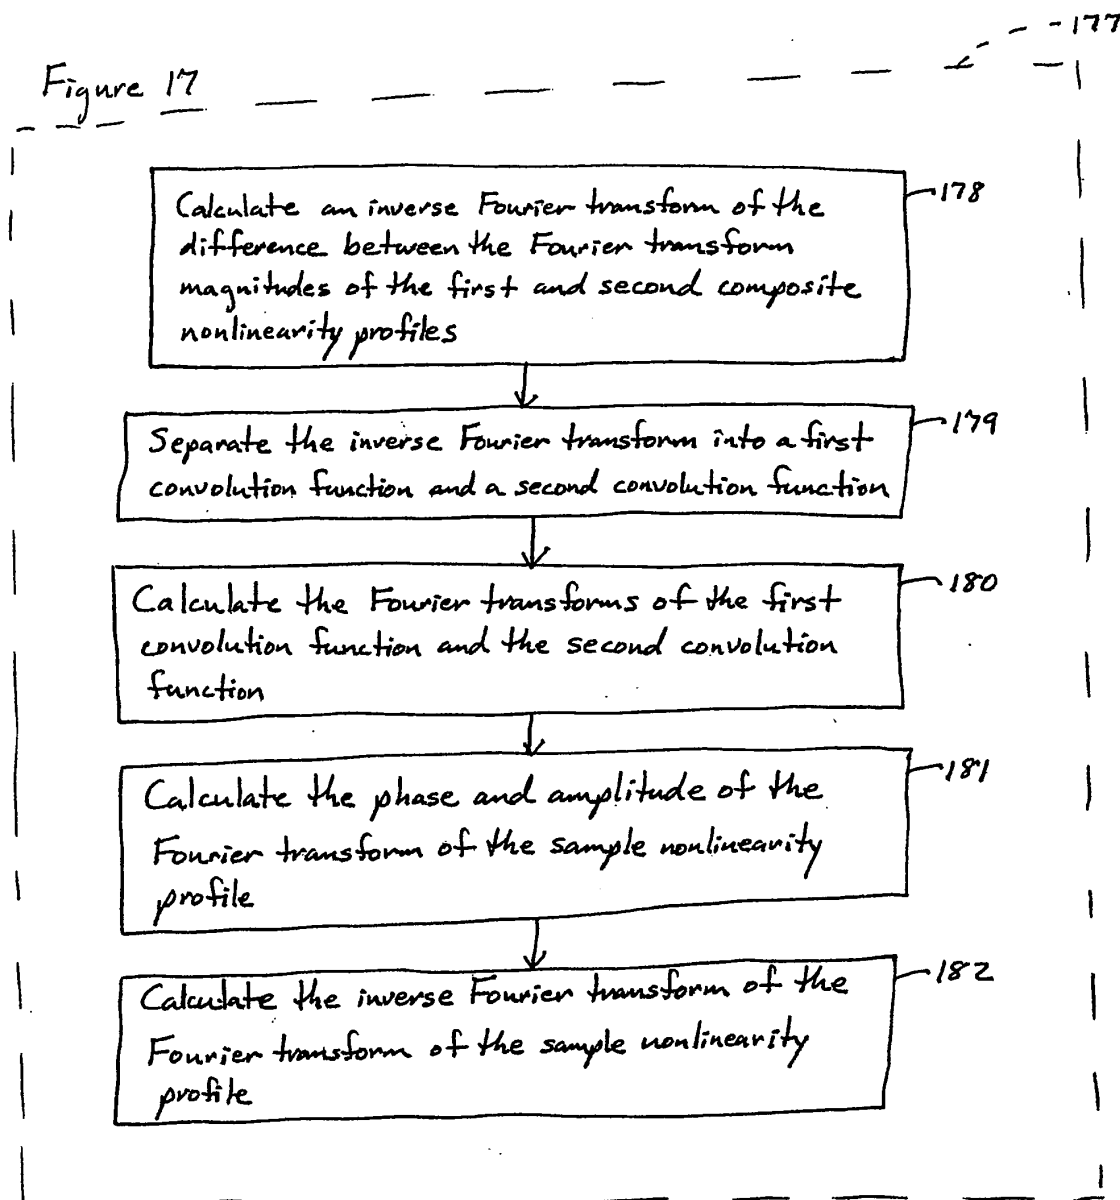 177
Figure 17
178
Calculate an inverse Fourier transform of the
difference between the Fourier transform
magnitudes of the first and second composite
nonlinearity profiles
179
Separate the inverse Fourier transform into a first
convolution function and a second convolution function
180
Calculate the Fourier transforms of the first
convolution function and the second convolution
function
181
Calculate the phase and amplitude of the
Fourier transform of the sample nonlinearity
profile
182
Calculate the inverse Fourier transform of the
Fourier transform of the sample nonlinearity
profile